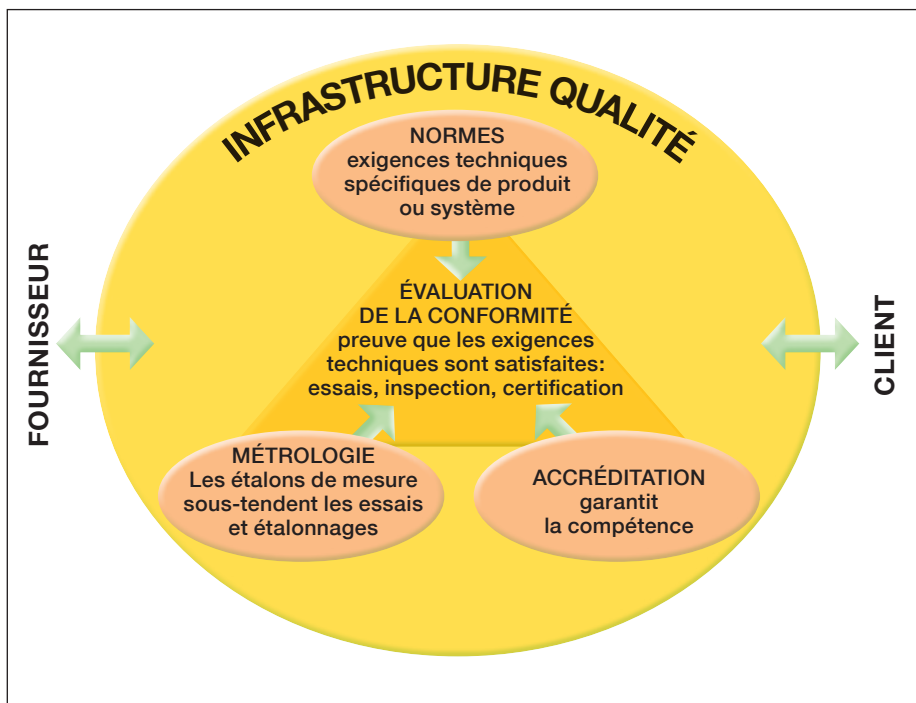 INFRASTRUCTURE QUALITÉ
NORMES
exigences techniques
spécifiques de produit
ou système
FOURNISSEUR
ÉVALUATION
DE LA CONFORMITÉ
preuve que les exigences
techniques sont satisfaites:
essais, inspection, certification
CLIENT
MÉTROLOGIE
Les étalons de mesure
sous-tendent les essais
et étalonnages
ACCRÉDITATION
garantit
la compétence